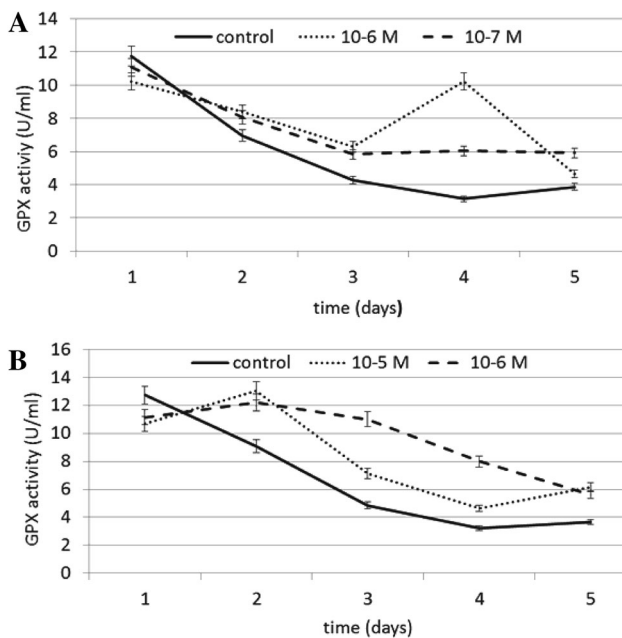 A
14
12
10
8
6
4
2
0
GPX activiy (U/ml)
control 10-6 M 10-7 M
1 2 3 4 5
time (days)
B
16
14
12
10
8
6
4
2
0
GPX activity (U/ml)
control 10-5 M 10-6 M
1 2 3 4 5
time (days)